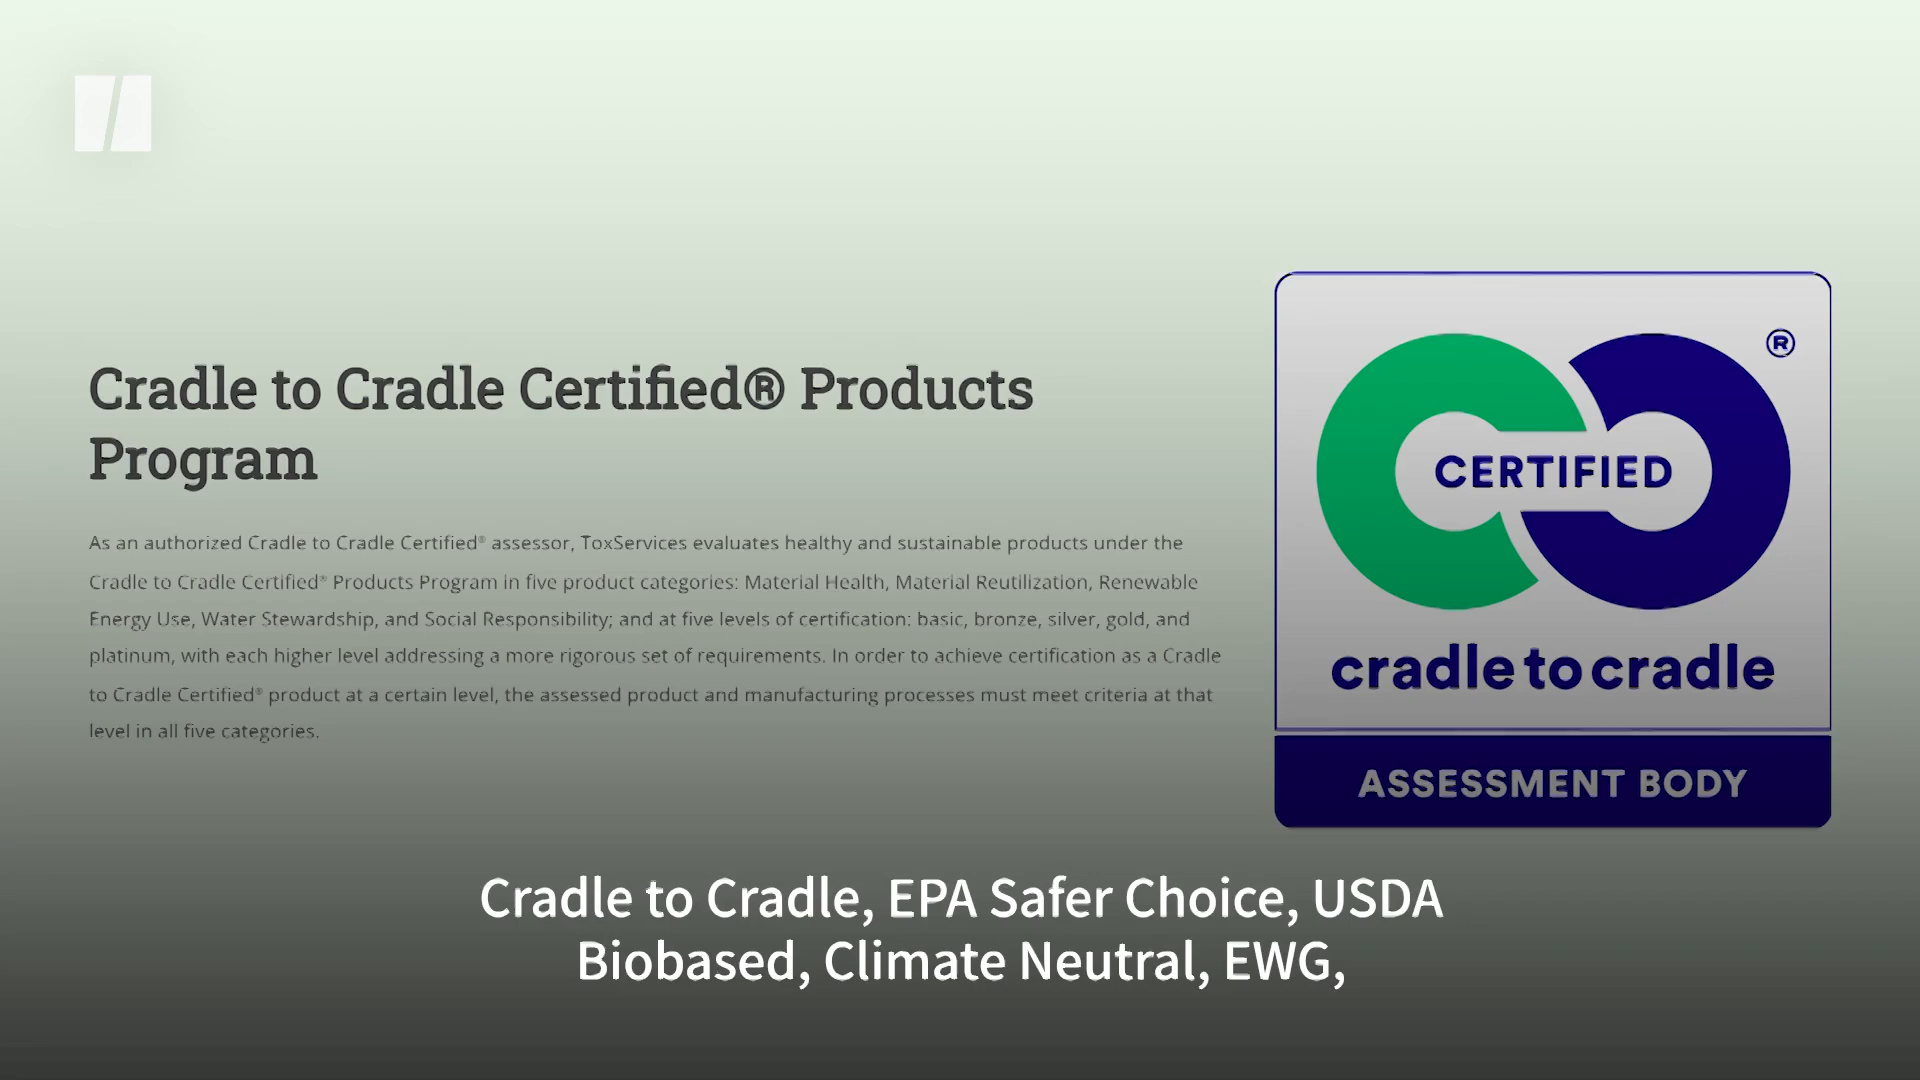 Cradle to Cradle Certified® Products
Program
As an authorized Cradle to Cradle Certified® assessor, ToxServices evaluates healthy and sustainable products under the
Cradle to Cradle Certified® Products Program in five product categories: Material Health, Material Reutilization, Renewable
Energy Use, Water Stewardship, and Social Responsibility; and at five levels of certification: basic, bronze, silver, gold, and
platinum, with each higher level addressing a more rigorous set of requirements. In order to achieve certification as a Cradle
to Cradle Certified® product at a certain level, the assessed product and manufacturing processes must meet criteria at that
level in all five categories.
®
CERTIFIED
cradle to cradle
ASSESSMENT BODY
Cradle to Cradle, EPA Safer Choice, USDA
Biobased, Climate Neutral, EWG,